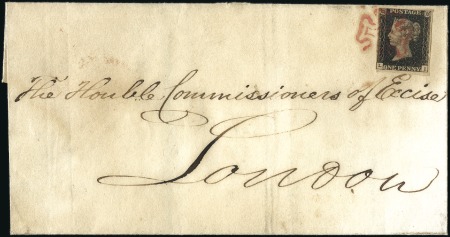 POSTAGE
ONE PENNY
The Honble Commissioners of Excise
London